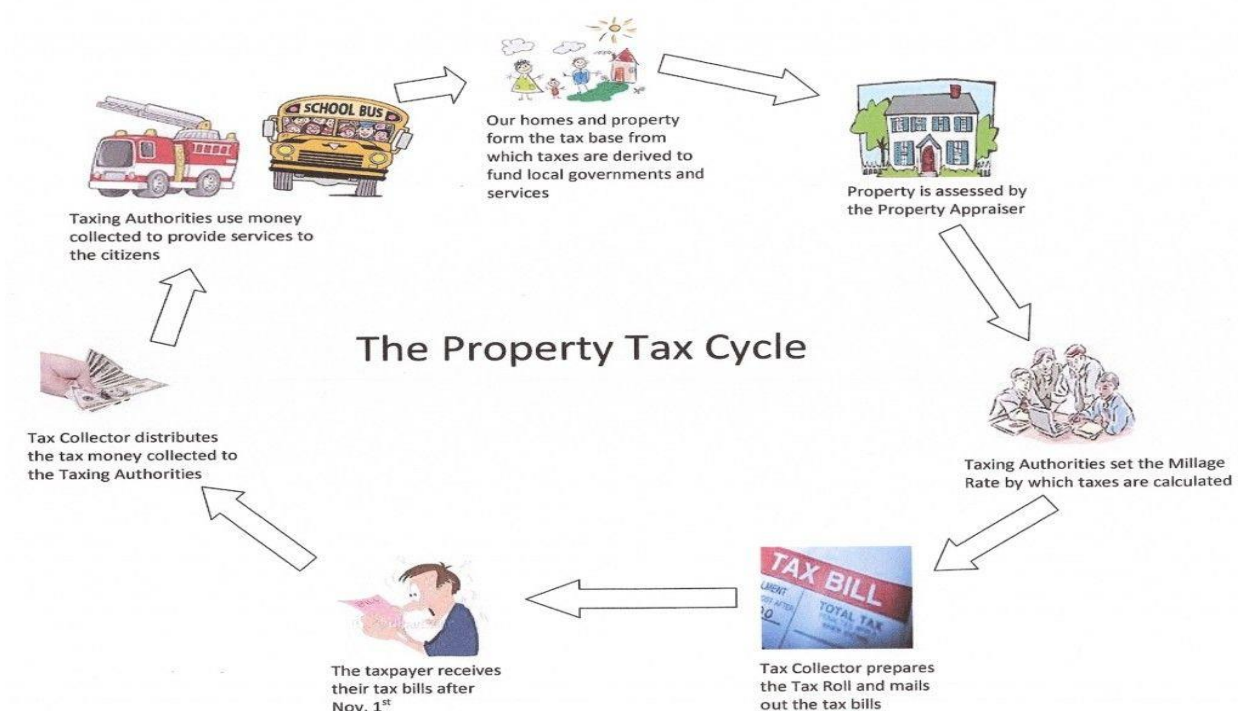 The Property Tax Cycle
Our homes and property
form the tax base from
which taxes are derived to
fund local governments and
services
Property is assessed by
the Property Appraiser
Taxing Authorities set the Millage
Rate by which taxes are calculated
TAX BILL
TOTAL TAX
Tax Collector prepares
the Tax Roll and mails
out the tax bills
The taxpayer receives
their tax bills after
Nov. 1st
Tax Collector distributes
the tax money collected to
the Taxing Authorities
SCHOOL BUS
Taxing Authorities use money
collected to provide services to
the citizens